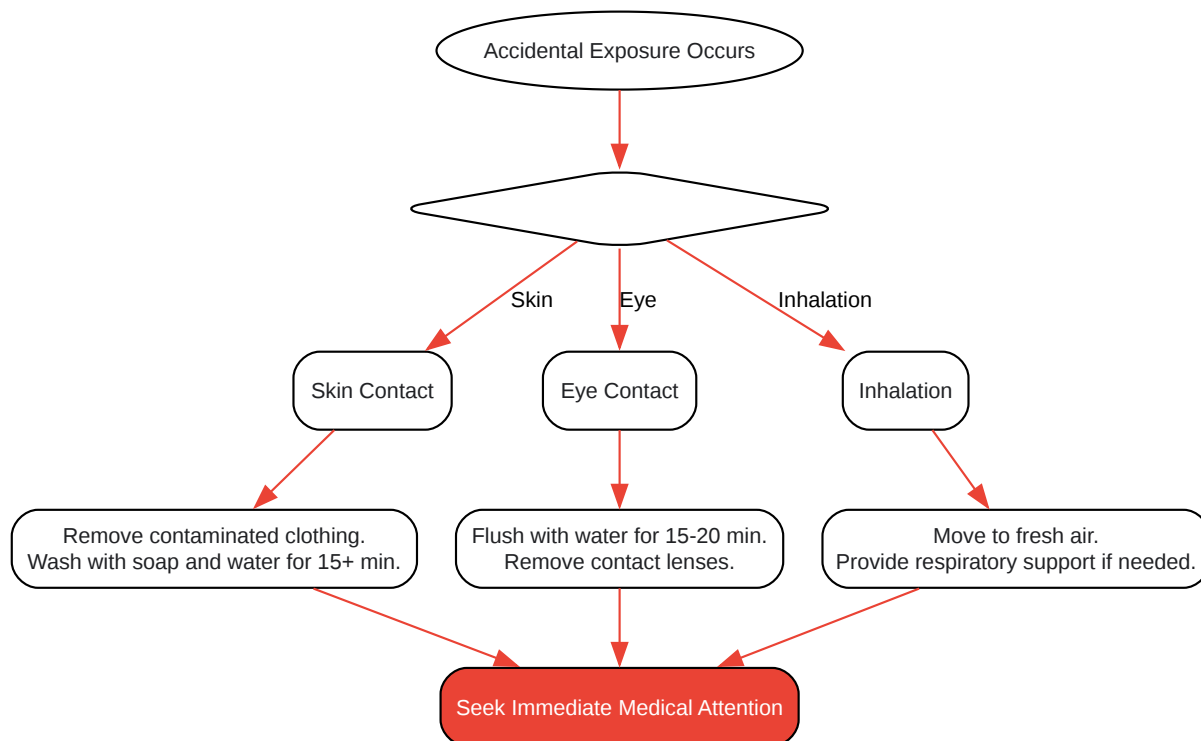 Accidental Exposure Occurs
Skin
Eye
Inhalation
Skin Contact
Eye Contact
Inhalation
Remove contaminated clothing.
Wash with soap and water for 15+ min.
Flush with water for 15-20 min.
Remove contact lenses.
Move to fresh air.
Provide respiratory support if needed.
Seek Immediate Medical Attention